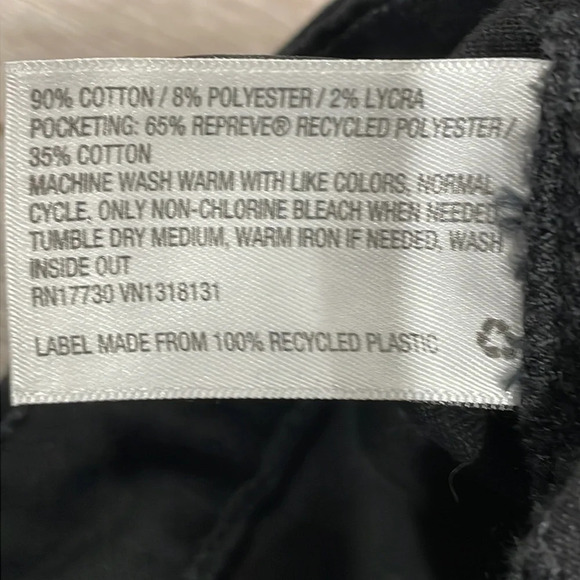 90% COTTON / 8% POLYESTER / 2% LYCRA
POCKETING: 65% REPREVE® RECYCLED POLYESTER /
35% COTTON
MACHINE WASH WARM WITH LIKE COLORS, NORMAL
CYCLE, ONLY NON-CHLORINE BLEACH WHEN NEEDED,
TUMBLE DRY MEDIUM, WARM IRON IF NEEDED, WASH
INSIDE OUT
RN17730 VN1318131
LABEL MADE FROM 100% RECYCLED PLASTIC